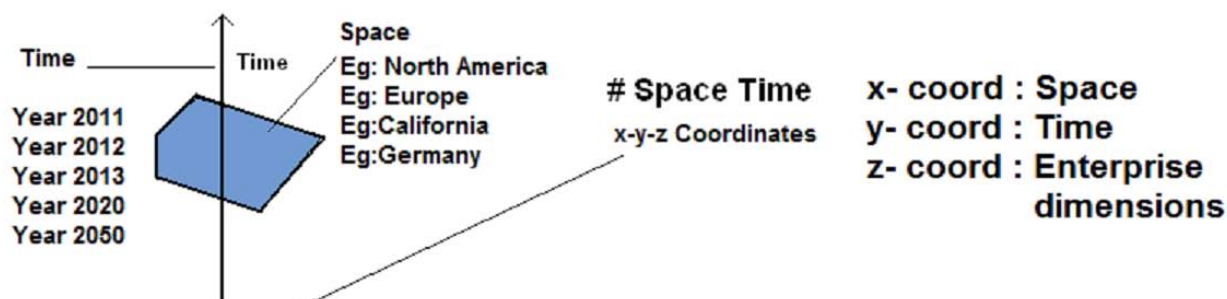 Time
Year 2011
Year 2012
Year 2013
Year 2020
Year 2050
Time
Space
Eg: North America
Eg: Europe
Eg:California
Eg:Germany
# Space Time
x-y-z Coordinates
x- coord : Space
y- coord : Time
z- coord : Enterprise
dimensions